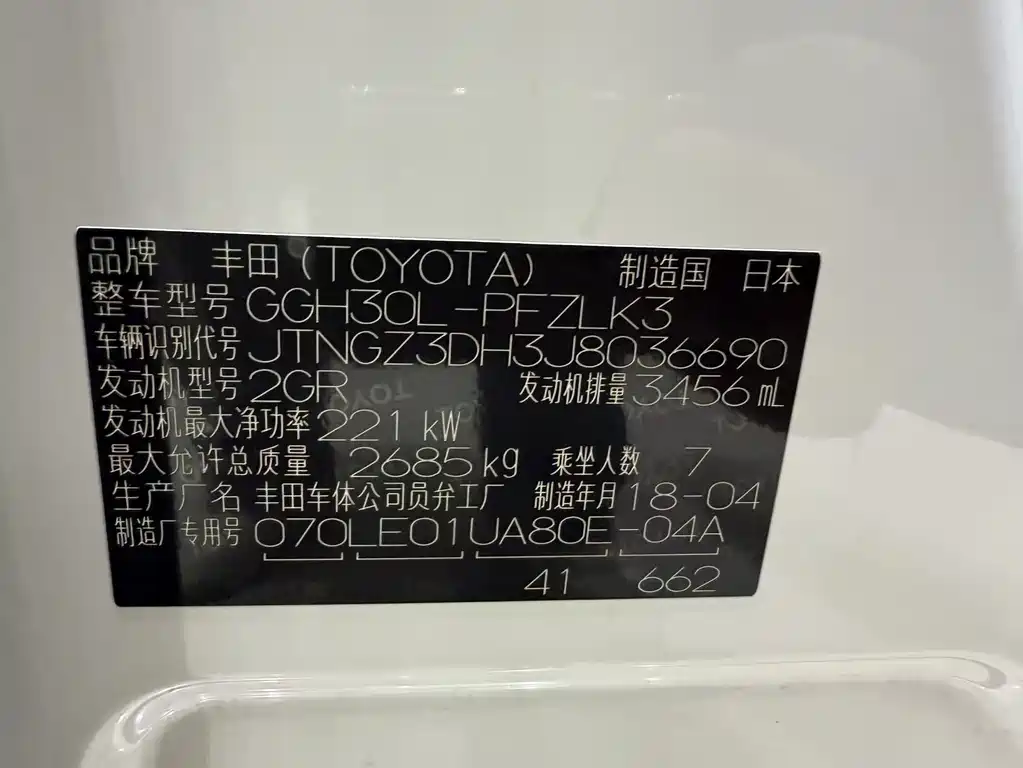 品牌 丰田 (TOYOTA) 制造国 日本
整车型号 GGH30L-PFZLK3
车辆识别代号 JTNGZ3DH3J8036690
发动机型号 2GR 发动机排量 3456 mL
发动机最大净功率 221 kW
最大允许总质量 2685 kg 乘坐人数 7
生产厂名 丰田车体公司员弁工厂 制造年月 18-04
制造厂专用号 070LE01UA80E-04A
41 662